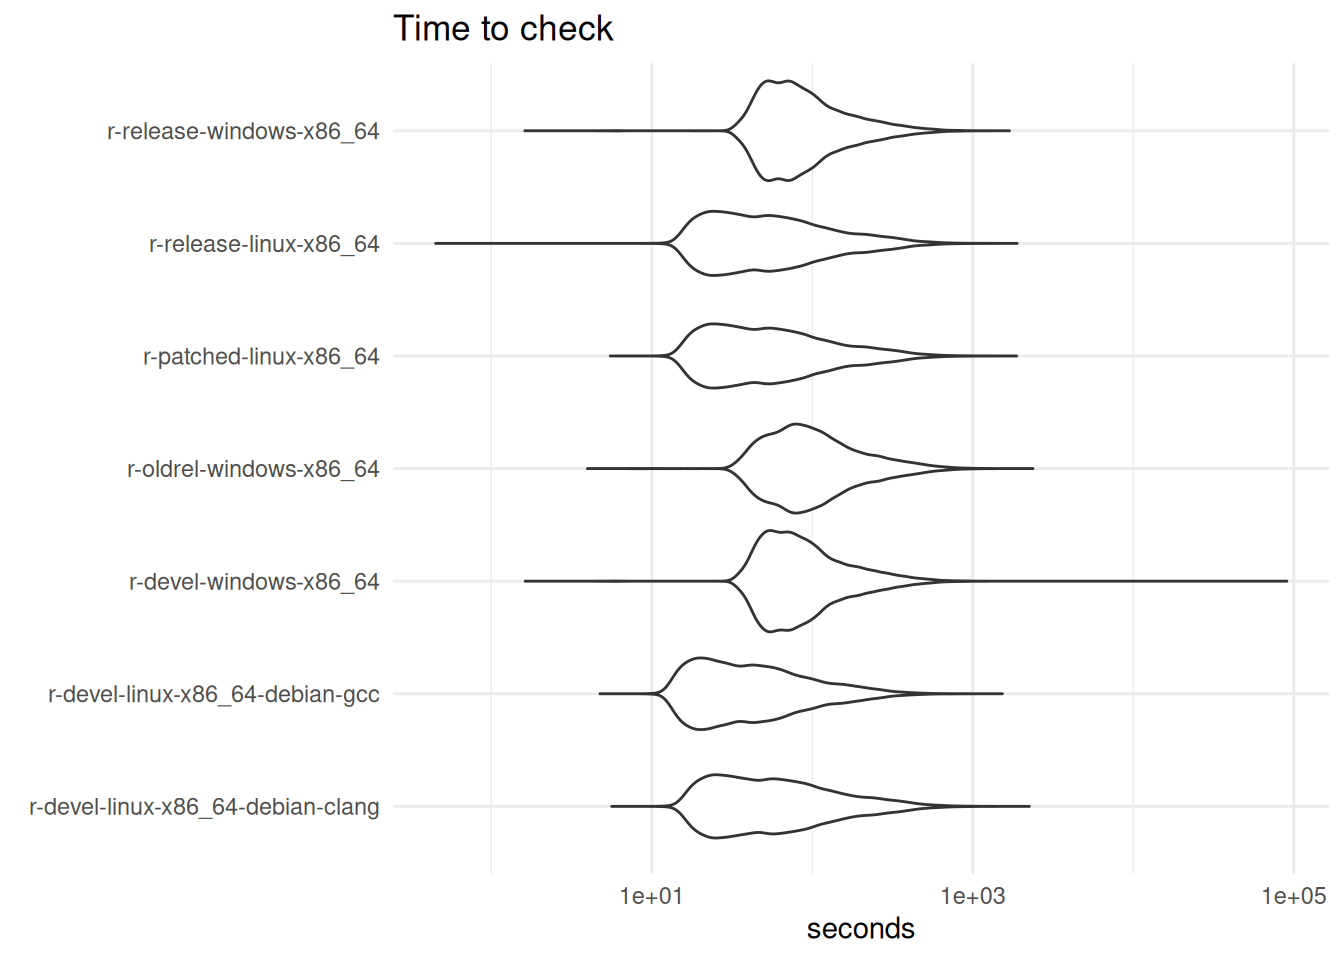 Time to check
r-release-windows-x86_64
r-release-linux-x86_64
r-patched-linux-x86_64
r-oldrel-windows-x86_64
r-devel-windows-x86_64
r-devel-linux-x86_64-debian-gcc
r-devel-linux-x86_64-debian-clang
1e+01 1e+03 1e+05
seconds